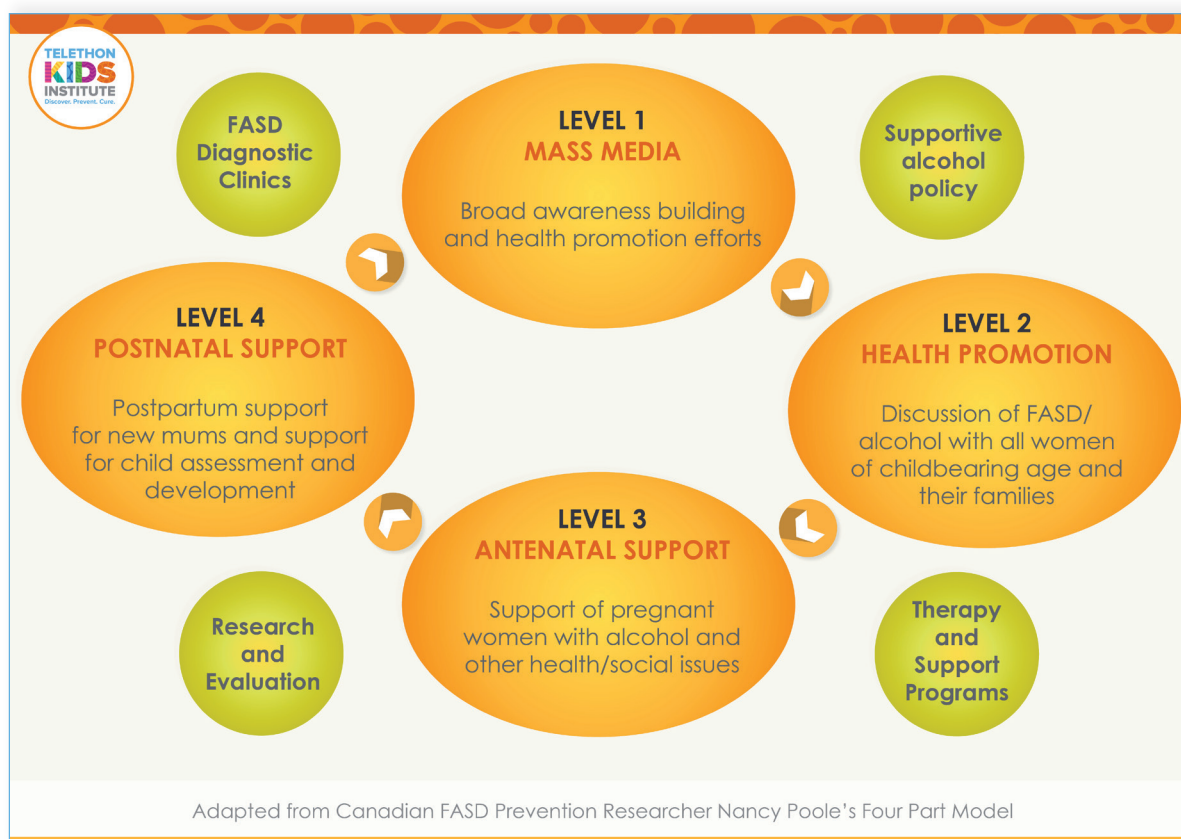 TELETHON
KIDS
INSTITUTE
Discover. Prevent. Cure.
FASD
Diagnostic
Clinics
LEVEL 1
MASS MEDIA
Broad awareness building
and health promotion efforts
Supportive
alcohol
policy
LEVEL 4
POSTNATAL SUPPORT
Postpartum support
for new mums and support
for child assessment and
development
LEVEL 2
HEALTH PROMOTION
Discussion of FASD/
alcohol with all women
of childbearing age and
their families
LEVEL 3
ANTENATAL SUPPORT
Support of pregnant
women with alcohol and
other health/social issues
Research
and
Evaluation
Therapy
and
Support
Programs
Adapted from Canadian FASD Prevention Researcher Nancy Poole's Four Part Model